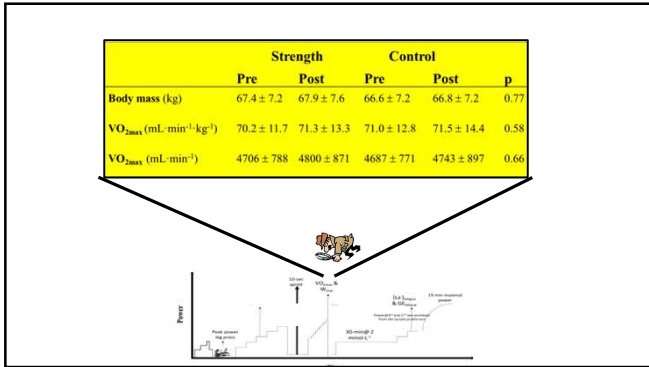 Strength Control
Pre Post Pre Post p
Body mass (kg) 67.4 ± 7.2 67.9 ± 7.6 66.6 ± 7.2 66.8 ± 7.2 0.77
VO2max (mL·min-1·kg-1) 70.2 ± 11.7 71.3 ± 13.3 71.0 ± 12.8 71.5 ± 14.4 0.58
VO2max (mL·min-1) 4706 ± 788 4800 ± 871 4687 ± 771 4743 ± 897 0.66
10-sec
sprint
VO2max &
Wmax
Power
Peak power
leg press
[La-]fatigue
& GEfatigue
15 min maximal
power
30-min@ 2
mmol·L-1